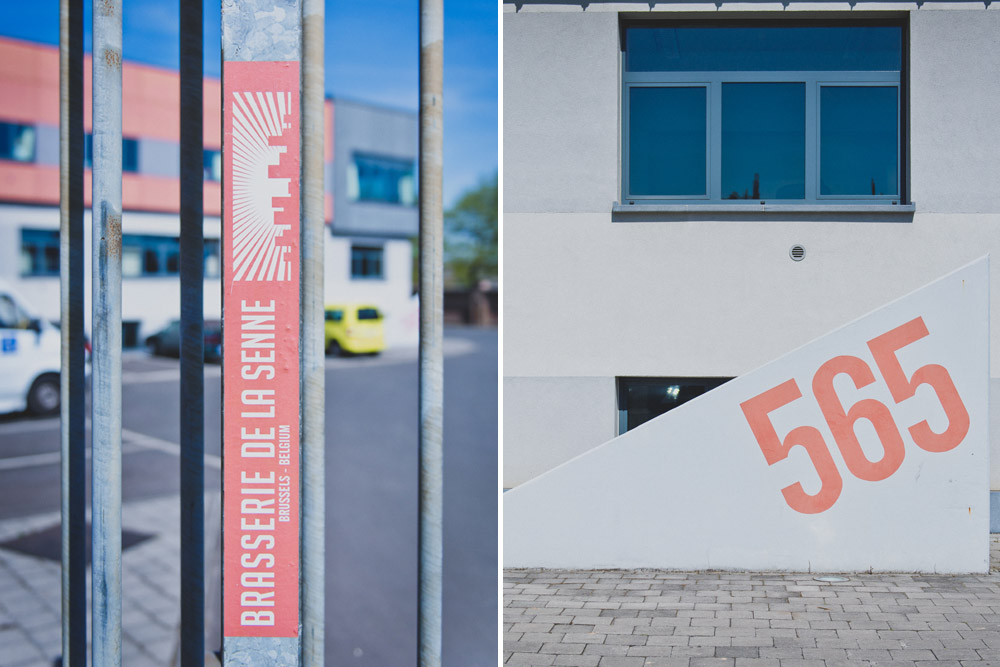 BRASSERIE DE LA SENNE
BRUSSELS - BELGIUM
565